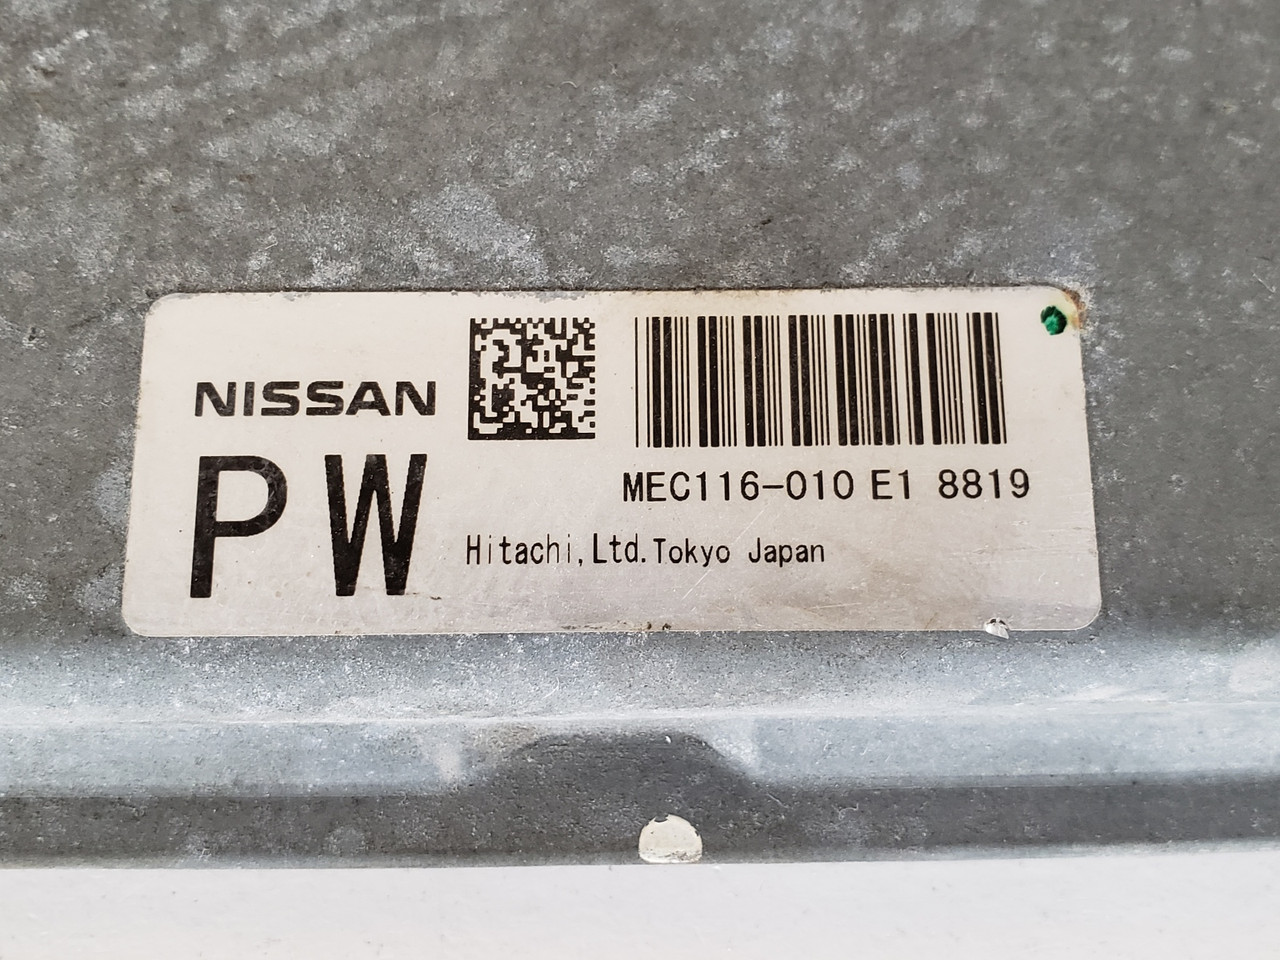 NISSAN
PW
MEC116-010 E1 8819
Hitachi,Ltd.Tokyo Japan